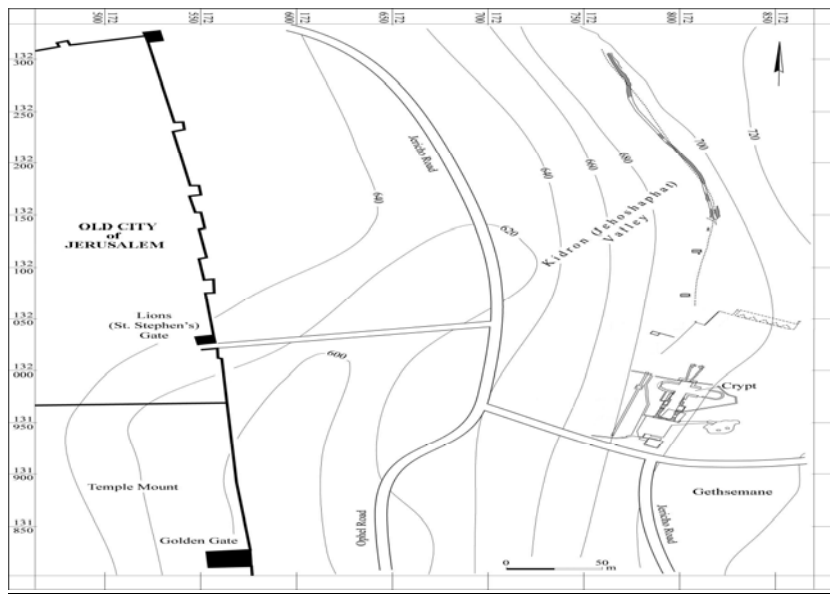 500 172
550 172
600 172
650 172
700 172
750 172
800 172
850 172
132 300
132 250
132 200
132 150
132 100
132 050
132 000
131 950
131 900
131 850
Jericho Road
720
700
680
660
640
640
620
600
Kidron (Jehoshaphat)
Valley
OLD CITY
of
JERUSALEM
Lions
(St. Stephen's)
Gate
Crypt
Temple Mount
Gethsemane
Golden Gate
Ophel Road
Jericho Road
0 50 m